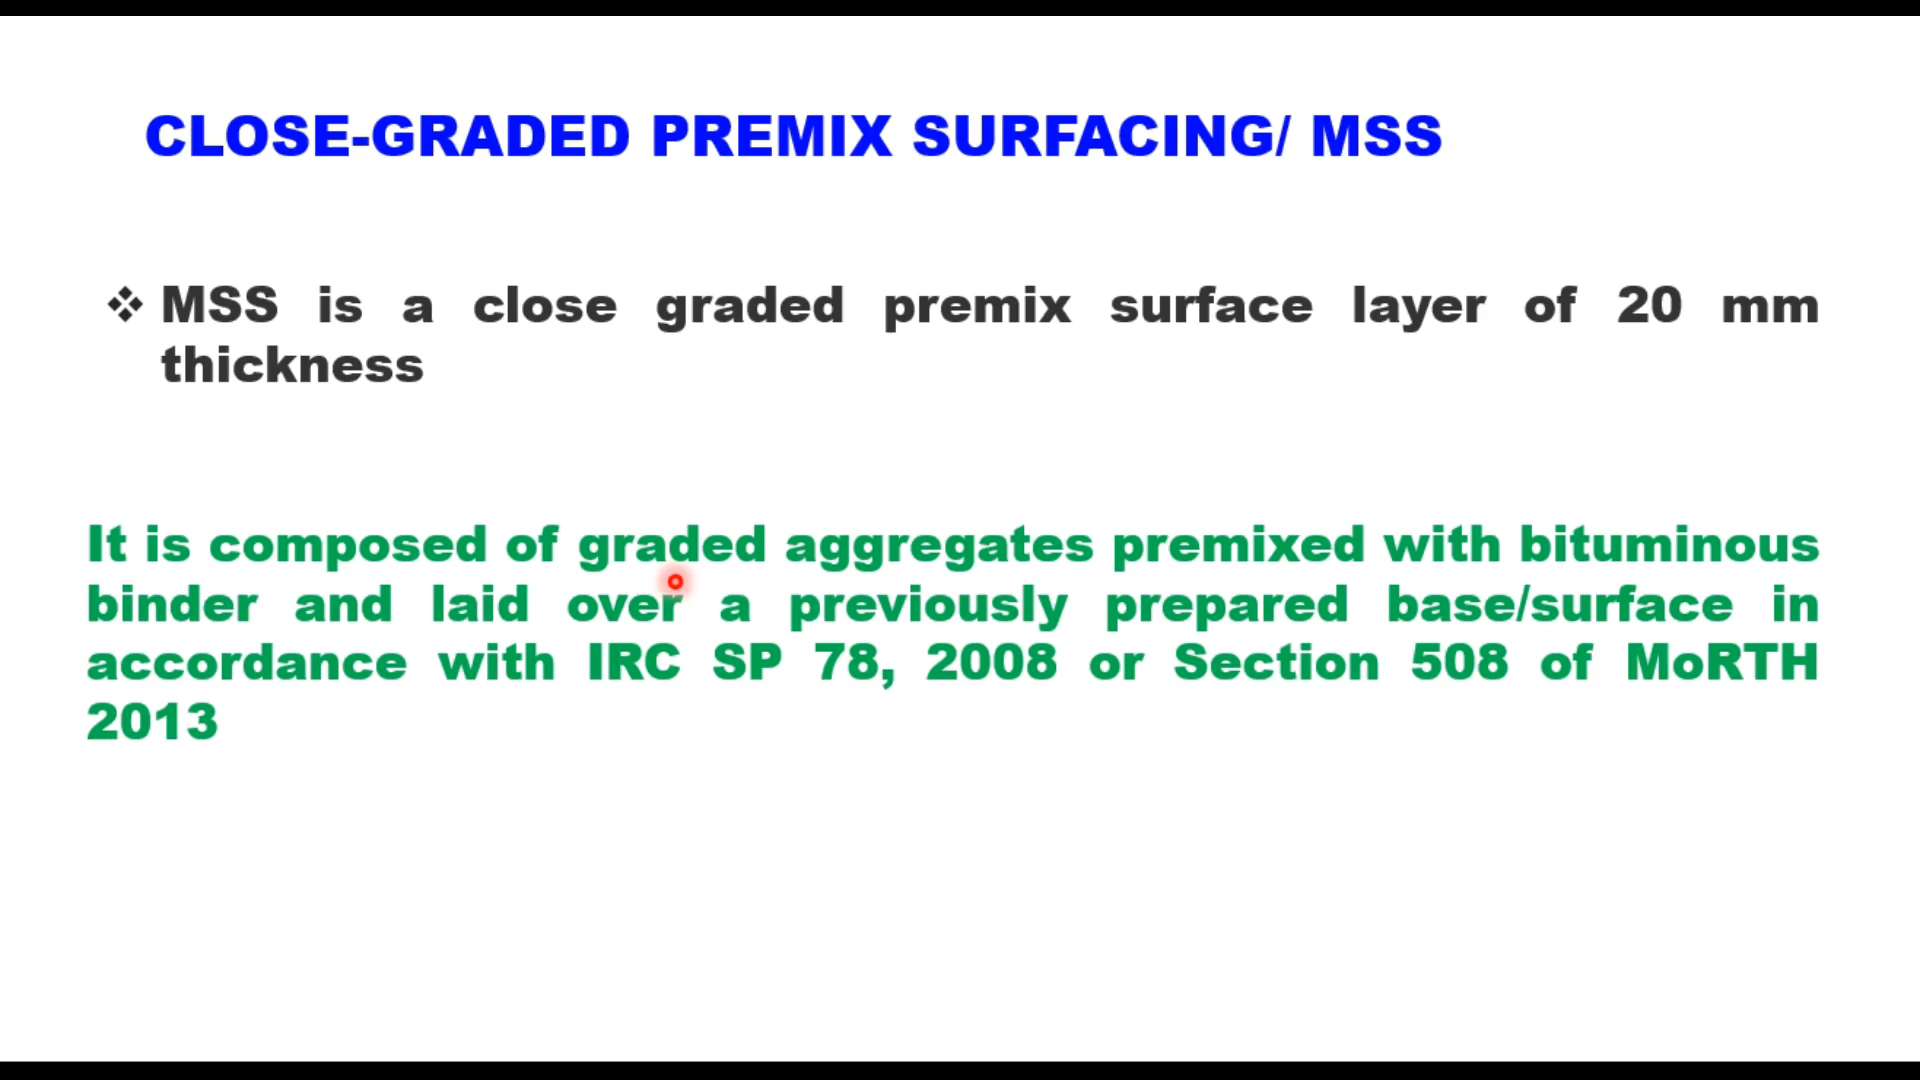 CLOSE-GRADED PREMIX SURFACING/ MSS
❖ MSS is a close graded premix surface layer of 20 mm
thickness
It is composed of graded aggregates premixed with bituminous
binder and laid over a previously prepared base/surface in
accordance with IRC SP 78, 2008 or Section 508 of MoRTH
2013